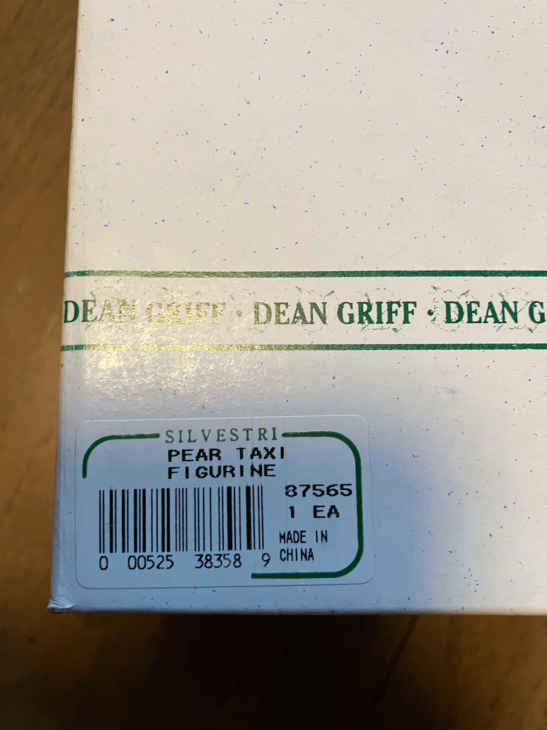 DEAN GRIFF · DEAN GRIFF · DEAN G
SILVESTRI
PEAR TAXI
FIGURINE
87565
1 EA
MADE IN
CHINA
0 00525 38358 9